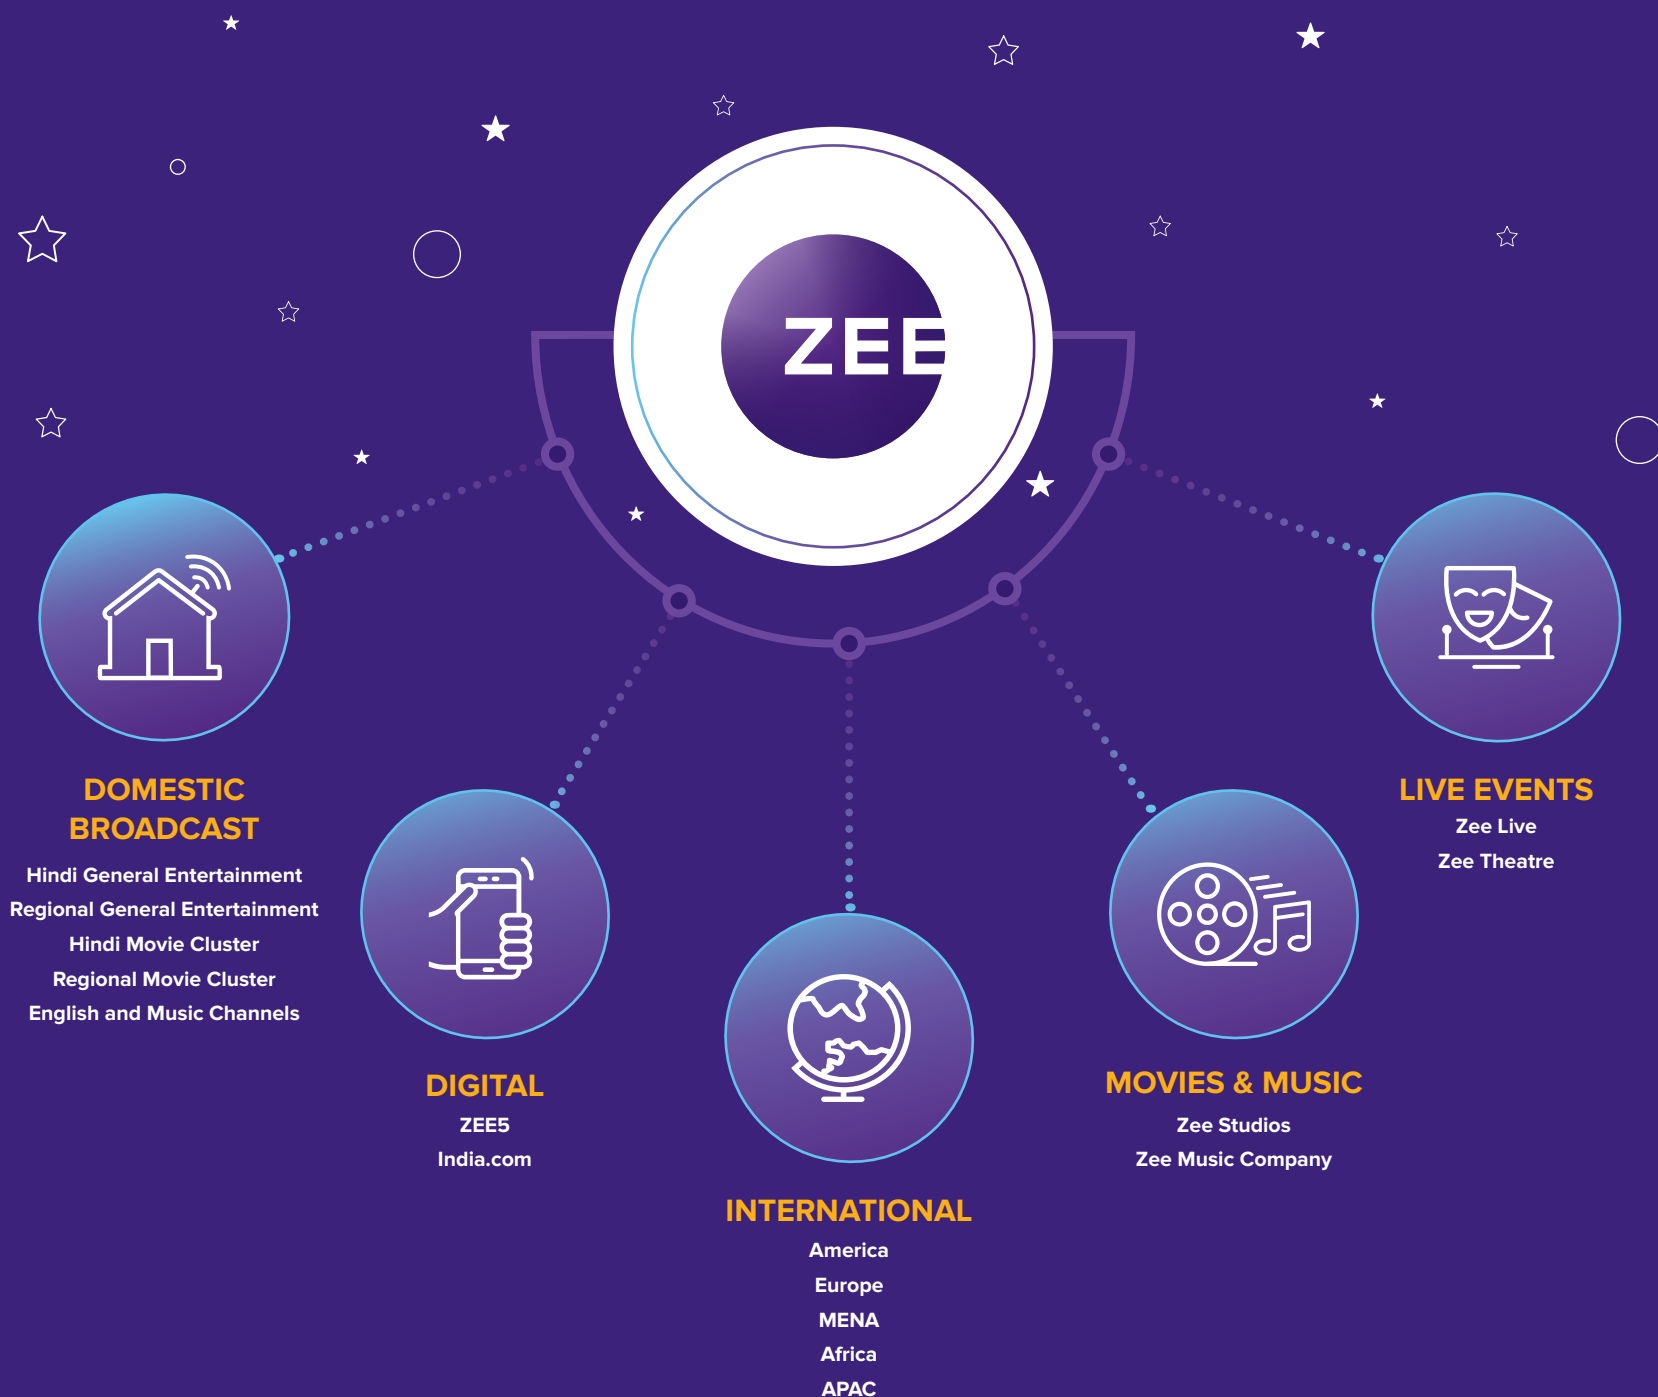 ZEE
DOMESTIC
BROADCAST
Hindi General Entertainment
Regional General Entertainment
Hindi Movie Cluster
Regional Movie Cluster
English and Music Channels
DIGITAL
ZEE5
India.com
INTERNATIONAL
America
Europe
MENA
Africa
APAC
MOVIES & MUSIC
Zee Studios
Zee Music Company
LIVE EVENTS
Zee Live
Zee Theatre